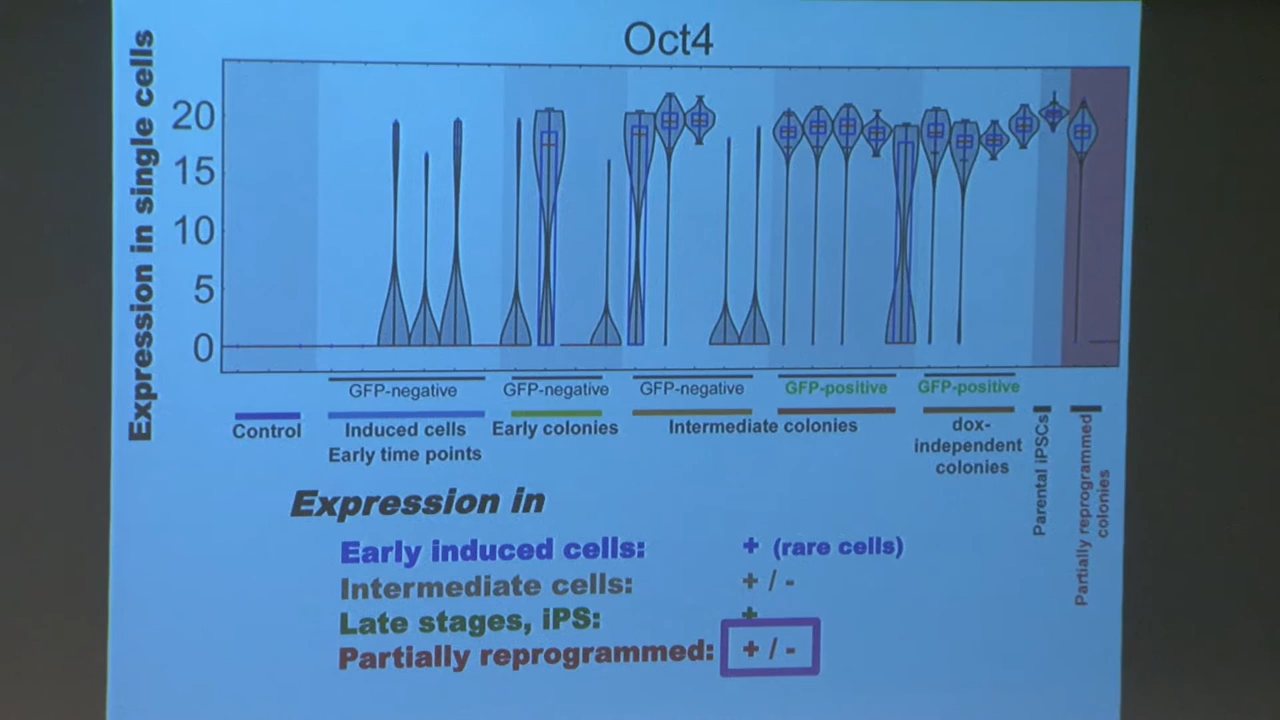 Oct4
Expression in single cells
20
15
10
5
0
GFP-negative
GFP-negative
GFP-negative
GFP-positive
GFP-positive
Control
Induced cells
Early time points
Early colonies
Intermediate colonies
dox-
independent
colonies
Parental iPSCs
Partially reprogrammed
colonies
Expression in
Early induced cells: + (rare cells)
Intermediate cells: + / -
Late stages, iPS: +
Partially reprogrammed: + / -